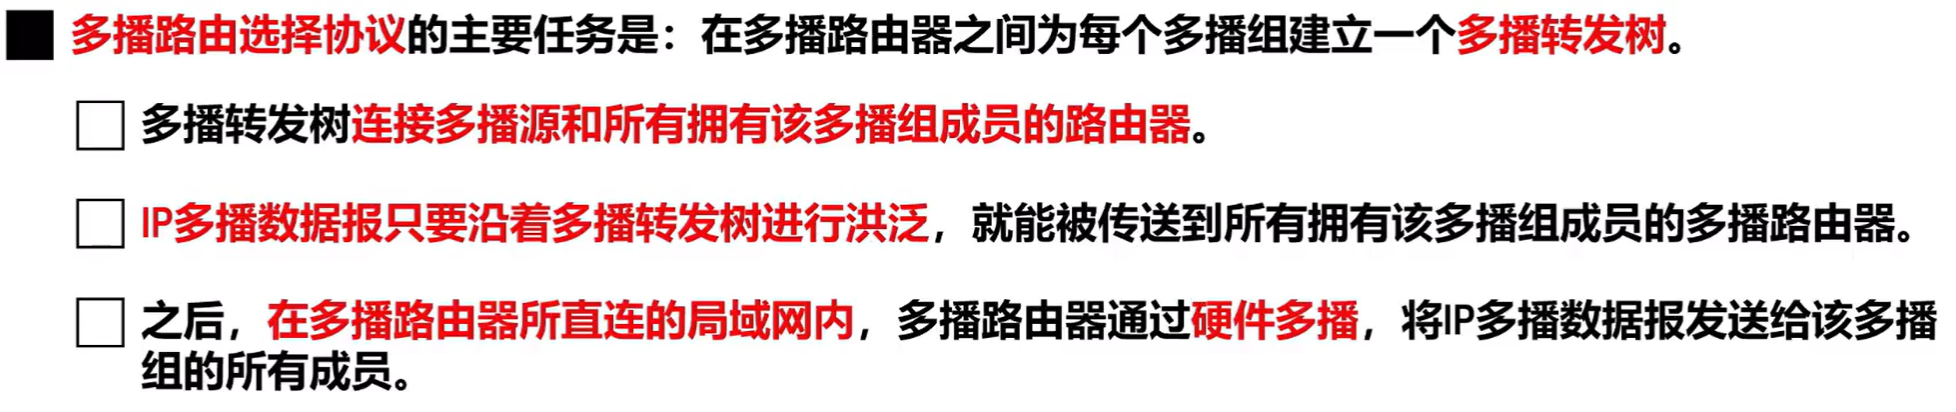 多播路由选择协议的主要任务是：在多播路由器之间为每个多播组建立一个多播转发树。
多播转发树连接多播源和所有拥有该多播组成员的路由器。
IP多播数据报只要沿着多播转发树进行洪泛，就能被传送到所有拥有该多播组成员的多播路由器。
之后，在多播路由器所直连的局域网内，多播路由器通过硬件多播，将IP多播数据报发送给该多播
组的所有成员。